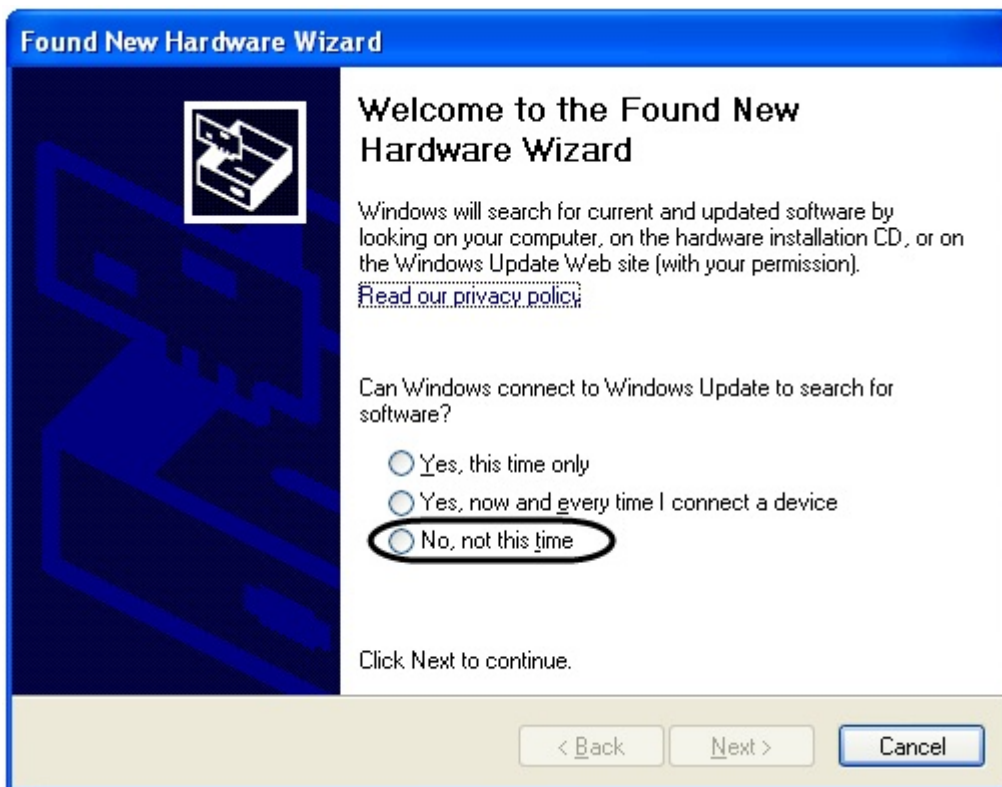 Found New Hardware Wizard
Welcome to the Found New
Hardware Wizard
Windows will search for current and updated software by
looking on your computer, on the hardware installation CD, or on
the Windows Update Web site (with your permission).
Read our privacy policy
Can Windows connect to Windows Update to search for
software?
Yes, this time only
Yes, now and every time I connect a device
No, not this time
Click Next to continue.
< Back Next > Cancel